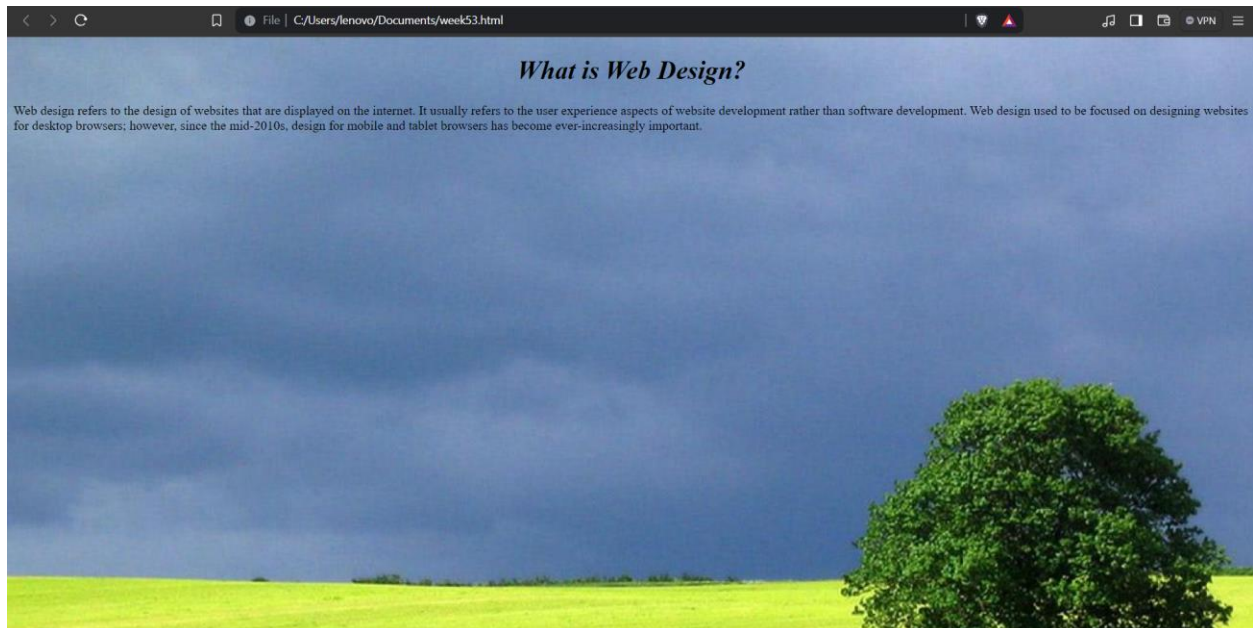 File | C:/Users/lenovo/Documents/week53.html
VPN
What is Web Design?
Web design refers to the design of websites that are displayed on the internet. It usually refers to the user experience aspects of website development rather than software development. Web design used to be focused on designing websites
for desktop browsers; however, since the mid-2010s, design for mobile and tablet browsers has become ever-increasingly important.